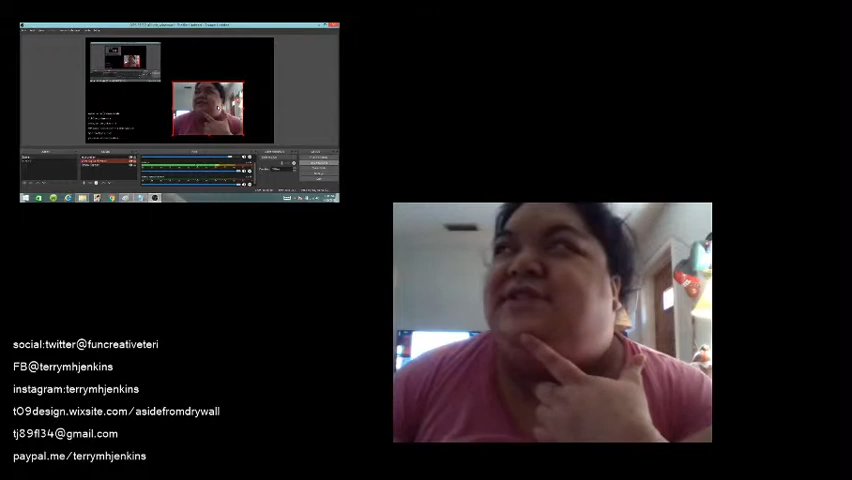 social:twitter@funcreativeteri
FB@terrymhjenkins
instagram:terrymhjenkins
t09design.wixsite.com/asidefromdrywall
tj89fl34@gmail.com
paypal.me/terrymhjenkins